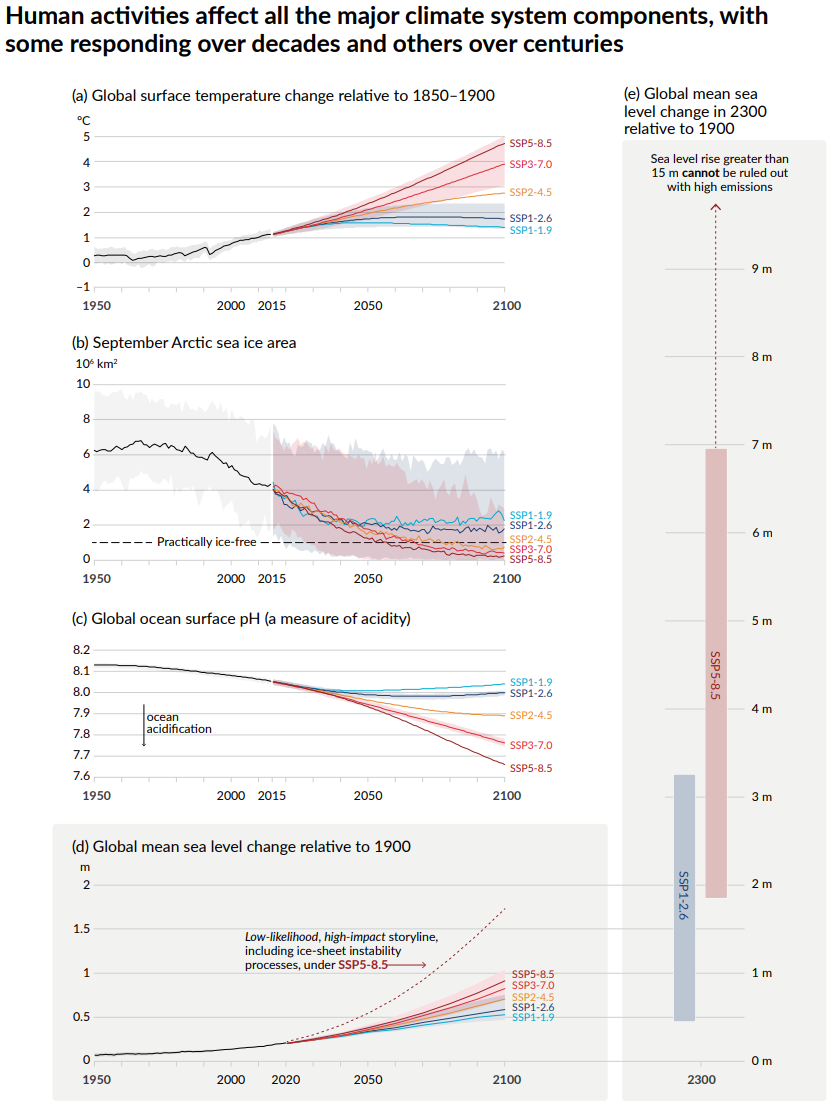 Human activities affect all the major climate system components, with
some responding over decades and others over centuries
(a) Global surface temperature change relative to 1850–1900
°C
5
4
3
2
1
0
–1
SSP5-8.5
SSP3-7.0
SSP2-4.5
SSP1-2.6
SSP1-1.9
1950
2000
2015
2050
2100
(b) September Arctic sea ice area
10⁶ km²
10
8
6
4
2
0
Practically ice-free
SSP1-1.9
SSP1-2.6
SSP2-4.5
SSP3-7.0
SSP5-8.5
1950
2000
2015
2050
2100
(c) Global ocean surface pH (a measure of acidity)
8.2
8.1
8.0
7.9
7.8
7.7
7.6
ocean
acidification
SSP1-1.9
SSP1-2.6
SSP2-4.5
SSP3-7.0
SSP5-8.5
1950
2000
2015
2050
2100
(d) Global mean sea level change relative to 1900
m
2
1.5
1
0.5
0
Low-likelihood, high-impact storyline,
including ice-sheet instability
processes, under SSP5-8.5
SSP5-8.5
SSP3-7.0
SSP2-4.5
SSP1-2.6
SSP1-1.9
1950
2000
2020
2050
2100
(e) Global mean sea
level change in 2300
relative to 1900
Sea level rise greater than
15 m cannot be ruled out
with high emissions
9 m
8 m
7 m
6 m
5 m
4 m
3 m
2 m
1 m
0 m
SSP5-8.5
SSP1-2.6
2300